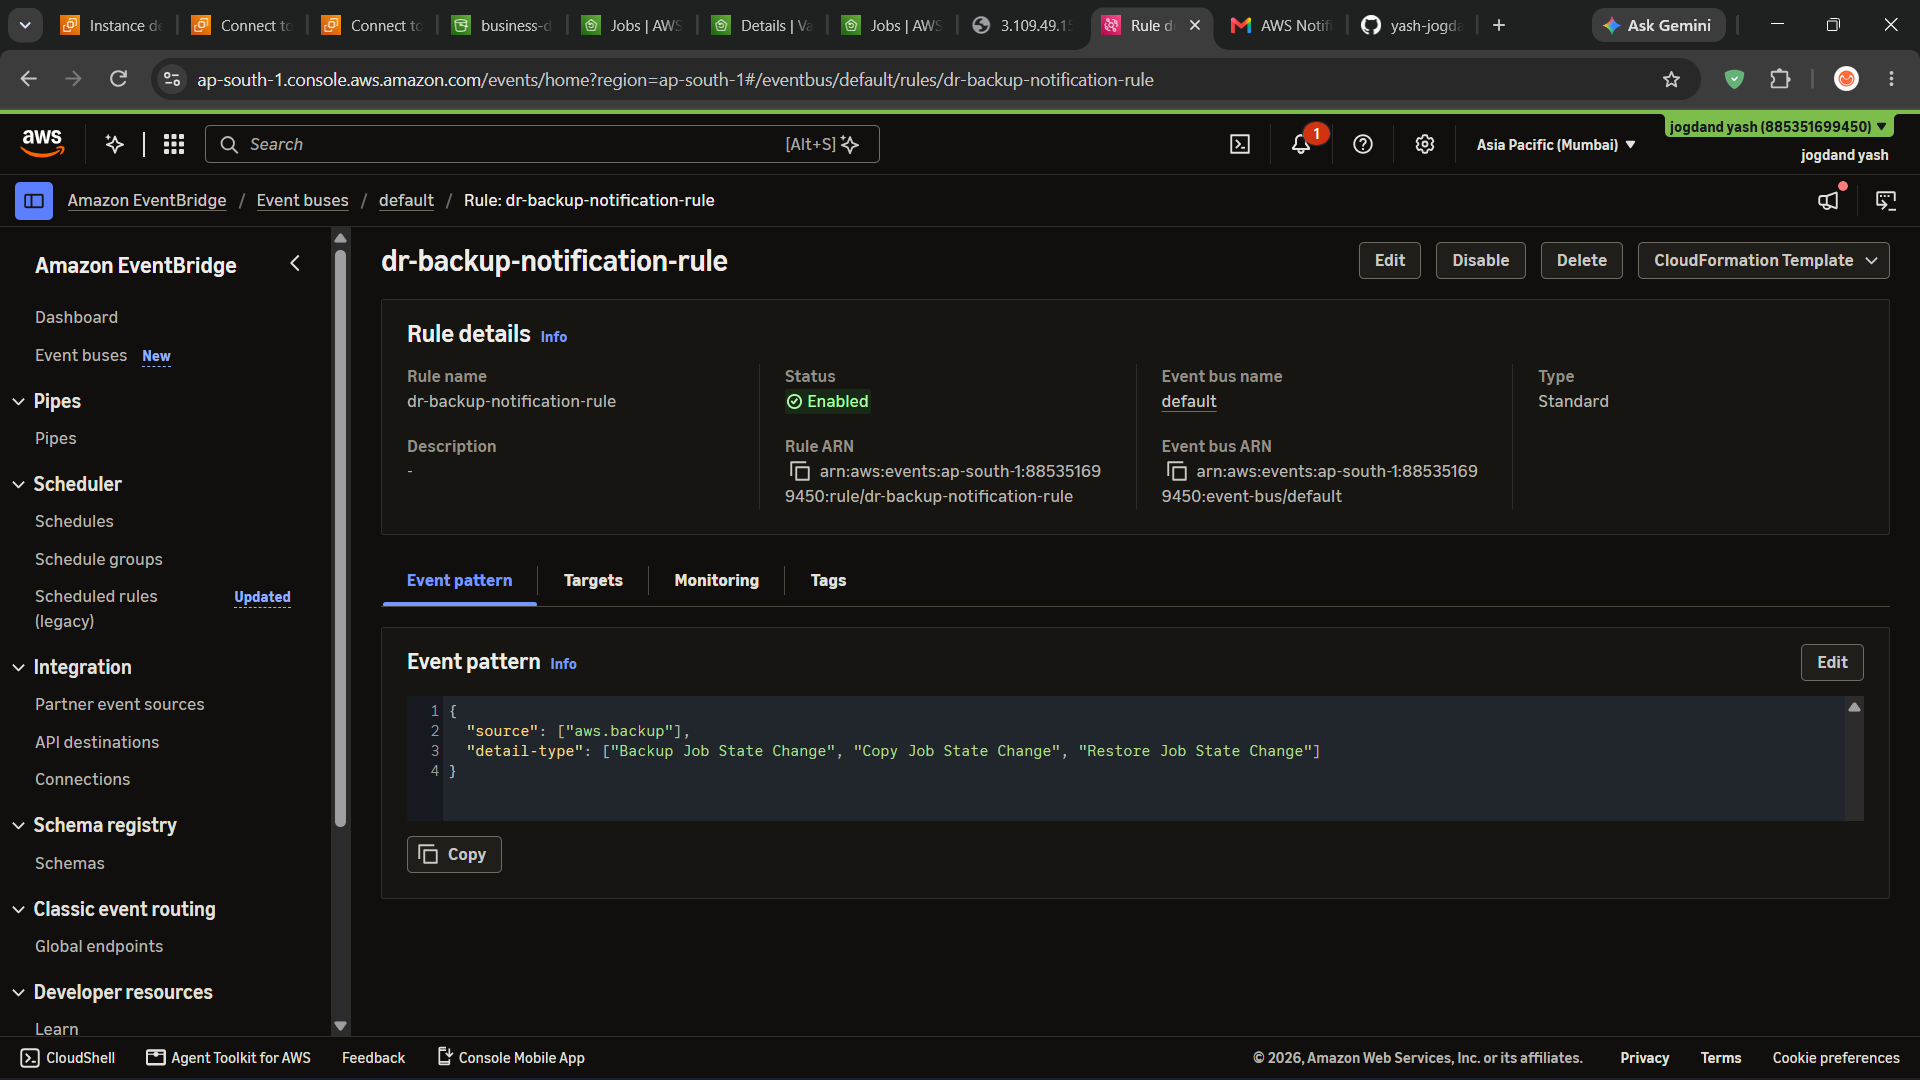 Instance de
Connect to
Connect to
business-d
Jobs | AWS
Details | Va
Jobs | AWS
3.109.49.15
Rule de
AWS Notifi
yash-jogda
Ask Gemini
ap-south-1.console.aws.amazon.com/events/home?region=ap-south-1#/eventbus/default/rules/dr-backup-notification-rule
aws
Search
[Alt+S]
1
Asia Pacific (Mumbai)
jogdand yash (885351699450)
jogdand yash
Amazon EventBridge / Event buses / default / Rule: dr-backup-notification-rule
Amazon EventBridge
Dashboard
Event buses New
Pipes
Pipes
Scheduler
Schedules
Schedule groups
Scheduled rules Updated
(legacy)
Integration
Partner event sources
API destinations
Connections
Schema registry
Schemas
Classic event routing
Global endpoints
Developer resources
Learn
dr-backup-notification-rule
Edit
Disable
Delete
CloudFormation Template
Rule details Info
Rule name
dr-backup-notification-rule
Description
-
Status
Enabled
Rule ARN
arn:aws:events:ap-south-1:88535169
9450:rule/dr-backup-notification-rule
Event bus name
default
Event bus ARN
arn:aws:events:ap-south-1:88535169
9450:event-bus/default
Type
Standard
Event pattern
Targets
Monitoring
Tags
Event pattern Info
Edit
1 {
2 "source": ["aws.backup"],
3 "detail-type": ["Backup Job State Change", "Copy Job State Change", "Restore Job State Change"]
4 }
Copy
CloudShell
Agent Toolkit for AWS
Feedback
Console Mobile App
© 2026, Amazon Web Services, Inc. or its affiliates.
Privacy
Terms
Cookie preferences